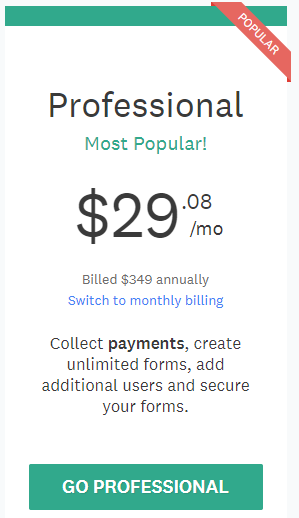 POPULAR
Professional
Most Popular!
$29.08
/mo
Billed $349 annually
Switch to monthly billing
Collect payments, create
unlimited forms, add
additional users and secure
your forms.
GO PROFESSIONAL